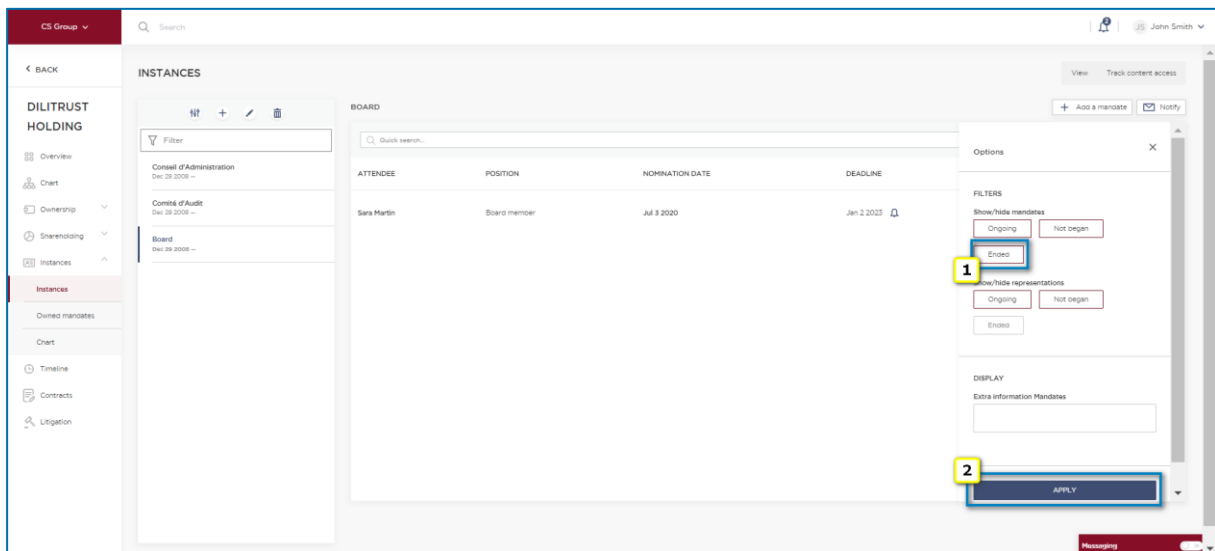 CS Group
Search
2
JS John Smith
BACK
INSTANCES
View Track content access
DILITRUST
HOLDING
Overview
Chart
Ownership
Shareholding
Instances
Instances
Owned mandates
Chart
Timeline
Contracts
Litigation
Filter
Conseil d'Administration
Dec 29 2008 —
Comité d'Audit
Dec 29 2008 —
Board
Dec 29 2008 —
BOARD
+ Add a mandate Notify
Quick search...
ATTENDEE POSITION NOMINATION DATE DEADLINE
Sara Martin Board member Jul 3 2020 Jan 2 2023
Options
FILTERS
Show/hide mandates
Ongoing Not began
Ended
1
Show/hide representations
Ongoing Not began
Ended
DISPLAY
Extra information Mandates
2
APPLY
Messaging